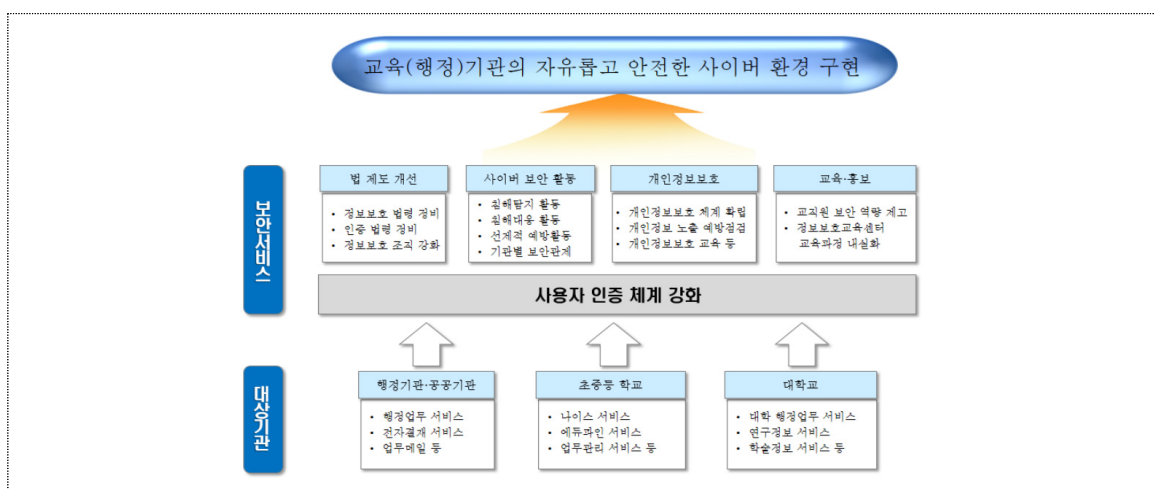 교육(행정)기관의 자유롭고 안전한 사이버 환경 구현
보안서비스
법 제도 개선
• 정보보호 법령 정비
• 인증 법령 정비
• 정보보호 조직 강화
사이버 보안 활동
• 침해탐지 활동
• 침해대응 활동
• 선제적 예방활동
• 기관별 보안관제
개인정보보호
• 개인정보보호 체계 확립
• 개인정보 노출 예방점검
• 개인정보보호 교육 등
교육·홍보
• 교직원 보안 역량 제고
• 정보보호교육센터
교육과정 내실화
사용자 인증 체계 강화
대상기관
행정기관·공공기관
• 행정업무 서비스
• 전자결재 서비스
• 업무메일 등
초중등 학교
• 나이스 서비스
• 에듀파인 서비스
• 업무관리 서비스 등
대학교
• 대학 행정업무 서비스
• 연구정보 서비스
• 학술정보 서비스 등